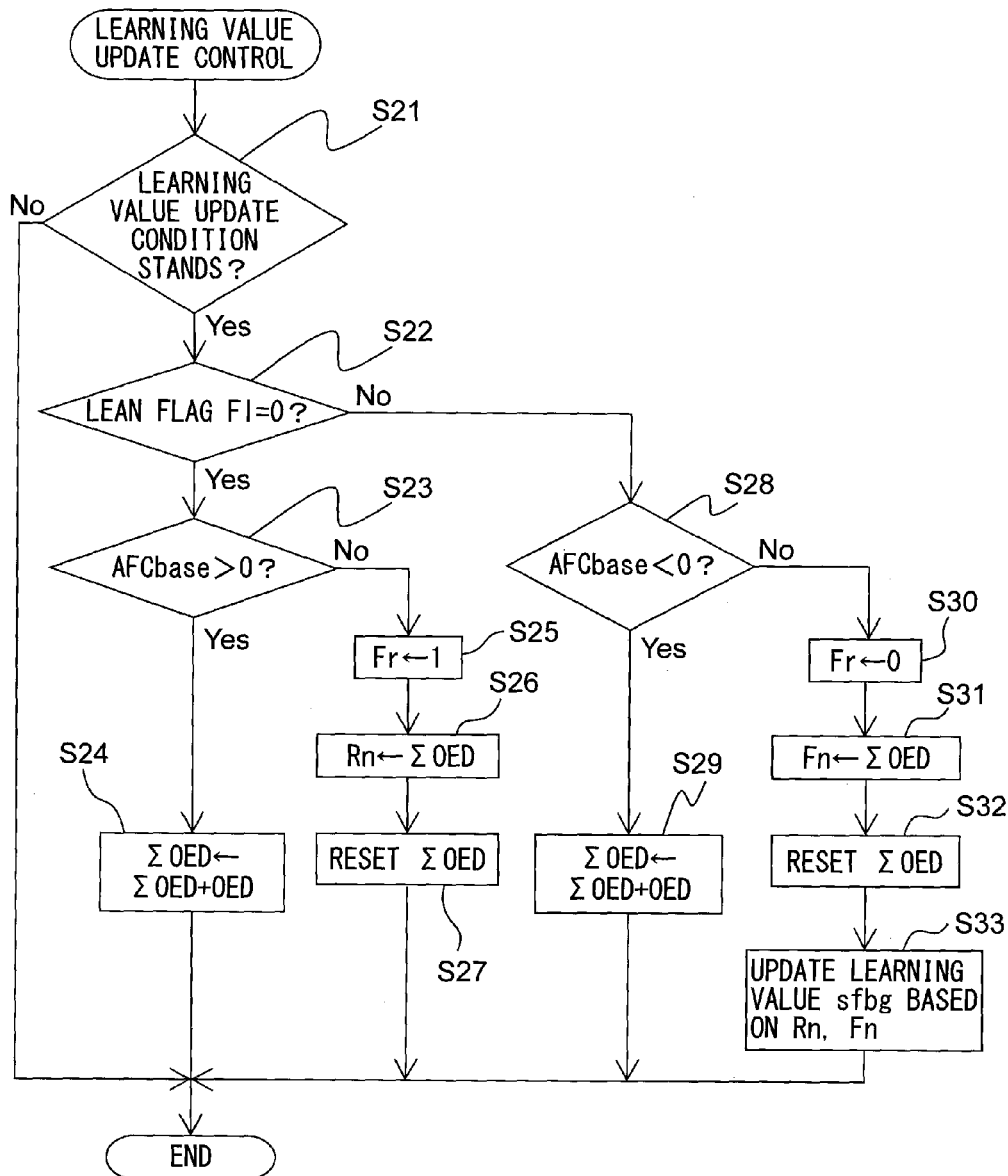 LEARNING VALUE
UPDATE CONTROL
S21
LEARNING
VALUE UPDATE
CONDITION
STANDS?
No
Yes
S22
LEAN FLAG Fl=0?
No
Yes
S23
AFCbase>0?
No
Yes
S28
AFCbase<0?
No
Yes
S25
Fr←1
S30
Fr←0
S26
Rn←ΣOED
S31
Fn←ΣOED
S24
ΣOED←
ΣOED+OED
RESET ΣOED
S27
S29
ΣOED←
ΣOED+OED
S32
RESET ΣOED
S33
UPDATE LEARNING
VALUE sfbg BASED
ON Rn, Fn
END